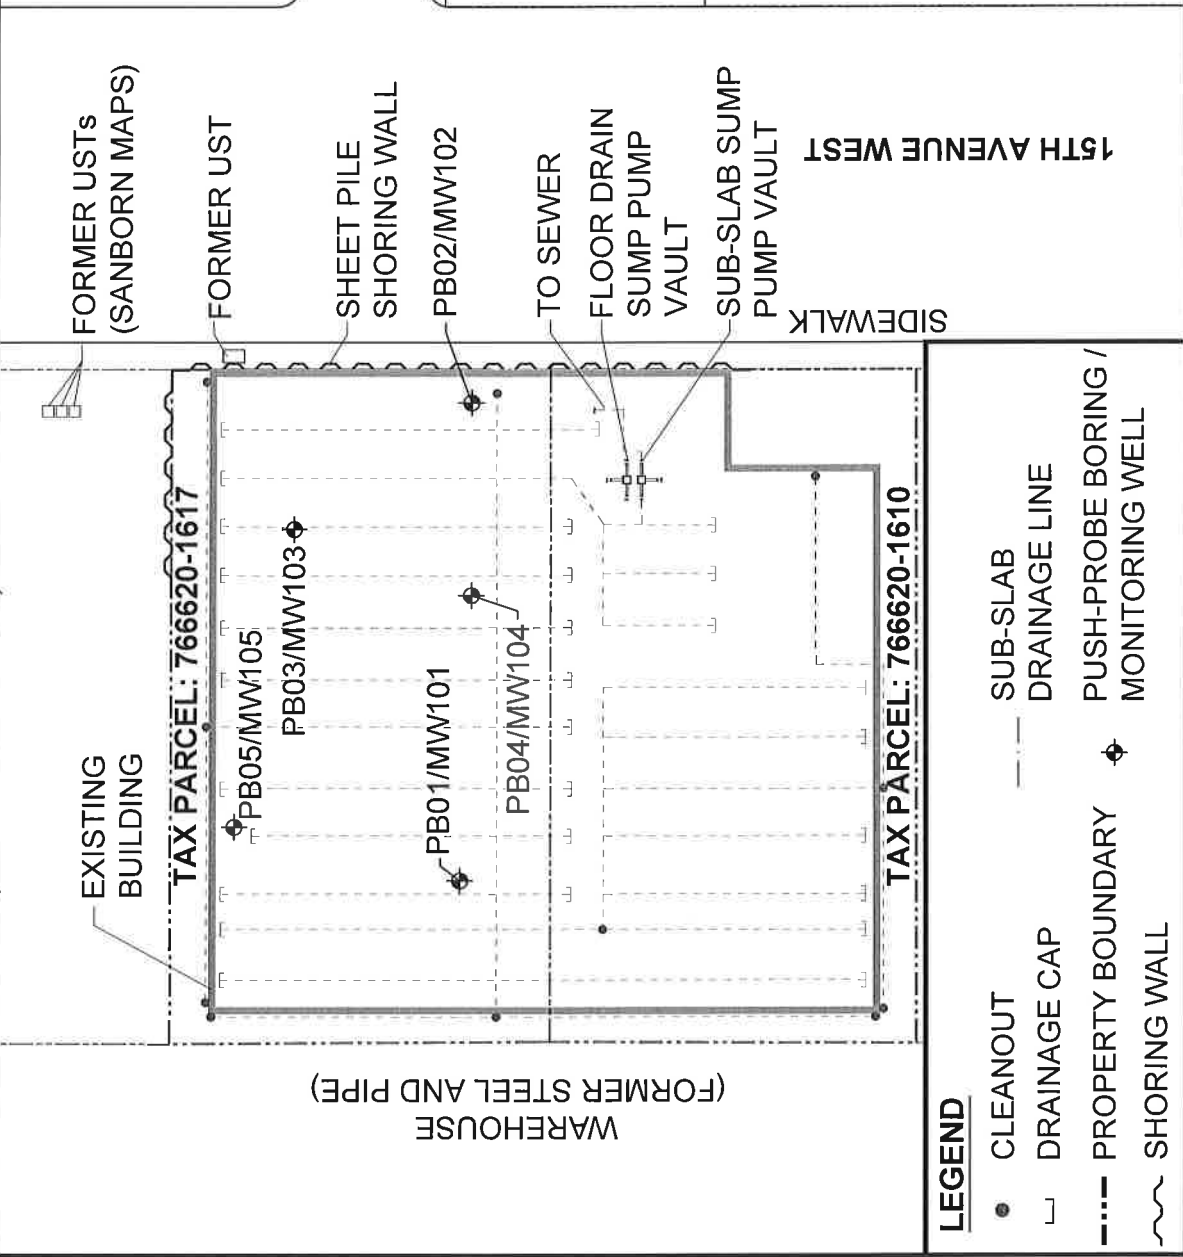 FORMER USTs
(SANBORN MAPS)
FORMER UST
SHEET PILE
SHORING WALL
PB02/MW102
TO SEWER
FLOOR DRAIN
SUMP PUMP
VAULT
SUB-SLAB SUMP
PUMP VAULT
15TH AVENUE WEST
SIDEWALK
EXISTING
BUILDING
TAX PARCEL: 766620-1617
PB05/MW105
PB03/MW103
PB01/MW101
PB04/MW104
TAX PARCEL: 766620-1610
WAREHOUSE
(FORMER STEEL AND PIPE)
LEGEND
CLEANOUT
DRAINAGE CAP
PROPERTY BOUNDARY
SHORING WALL
SUB-SLAB
DRAINAGE LINE
PUSH-PROBE BORING /
MONITORING WELL